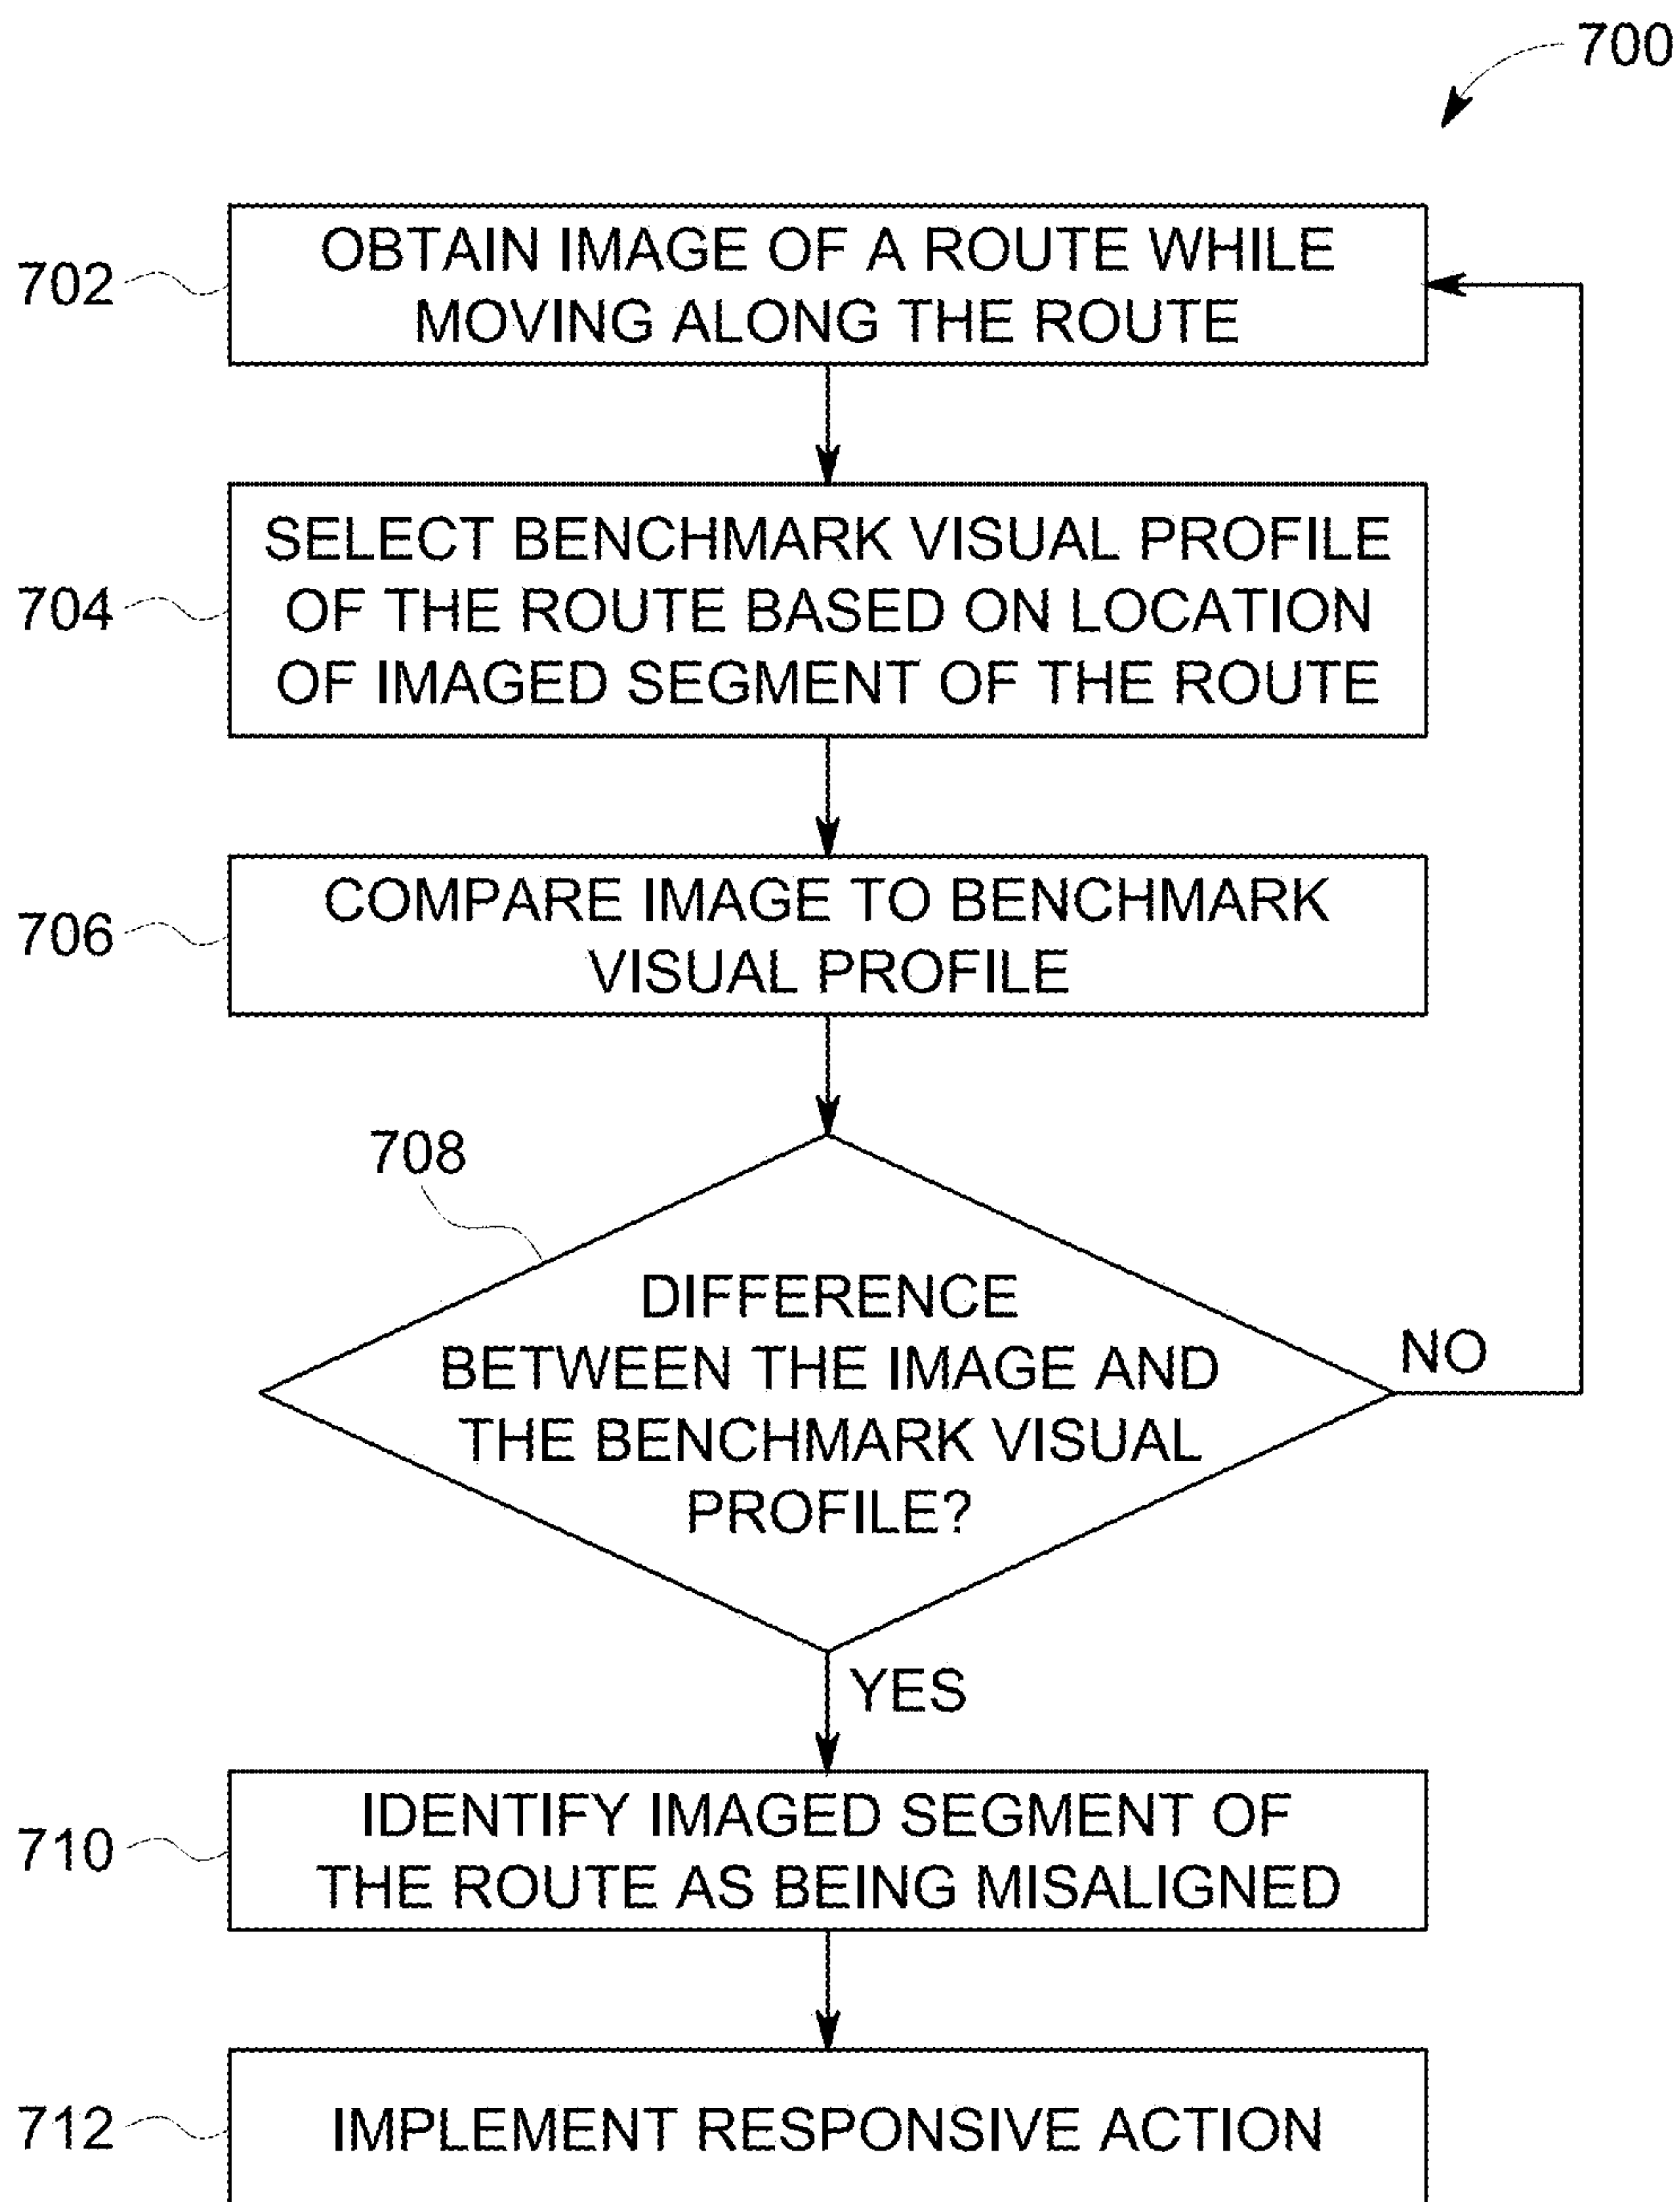 700
702
OBTAIN IMAGE OF A ROUTE WHILE
MOVING ALONG THE ROUTE
704
SELECT BENCHMARK VISUAL PROFILE
OF THE ROUTE BASED ON LOCATION
OF IMAGED SEGMENT OF THE ROUTE
706
COMPARE IMAGE TO BENCHMARK
VISUAL PROFILE
708
DIFFERENCE
BETWEEN THE IMAGE AND
THE BENCHMARK VISUAL
PROFILE?
NO
YES
710
IDENTIFY IMAGED SEGMENT OF
THE ROUTE AS BEING MISALIGNED
712
IMPLEMENT RESPONSIVE ACTION